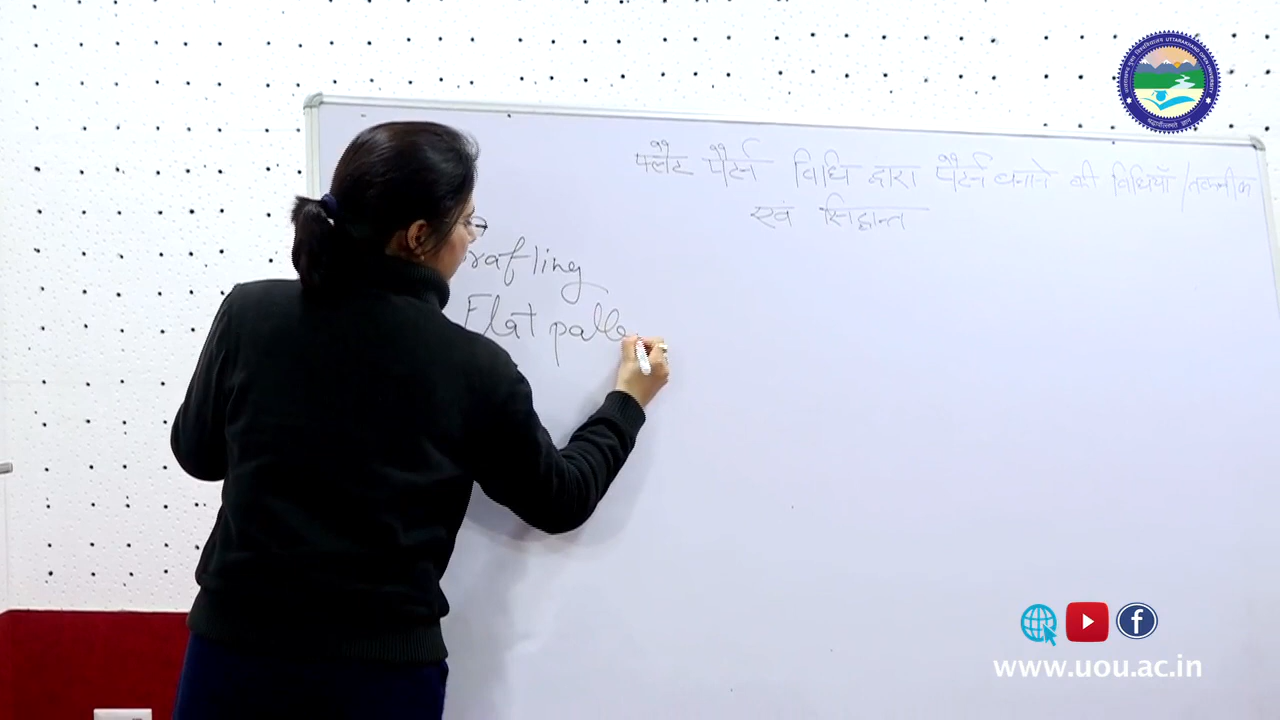 फ्लैट पैटर्न विधि द्वारा पैटर्न बनाने की विधियाँ/तकनीक
एवं सिद्धान्त
rafting
Flat patte
www.uou.ac.in